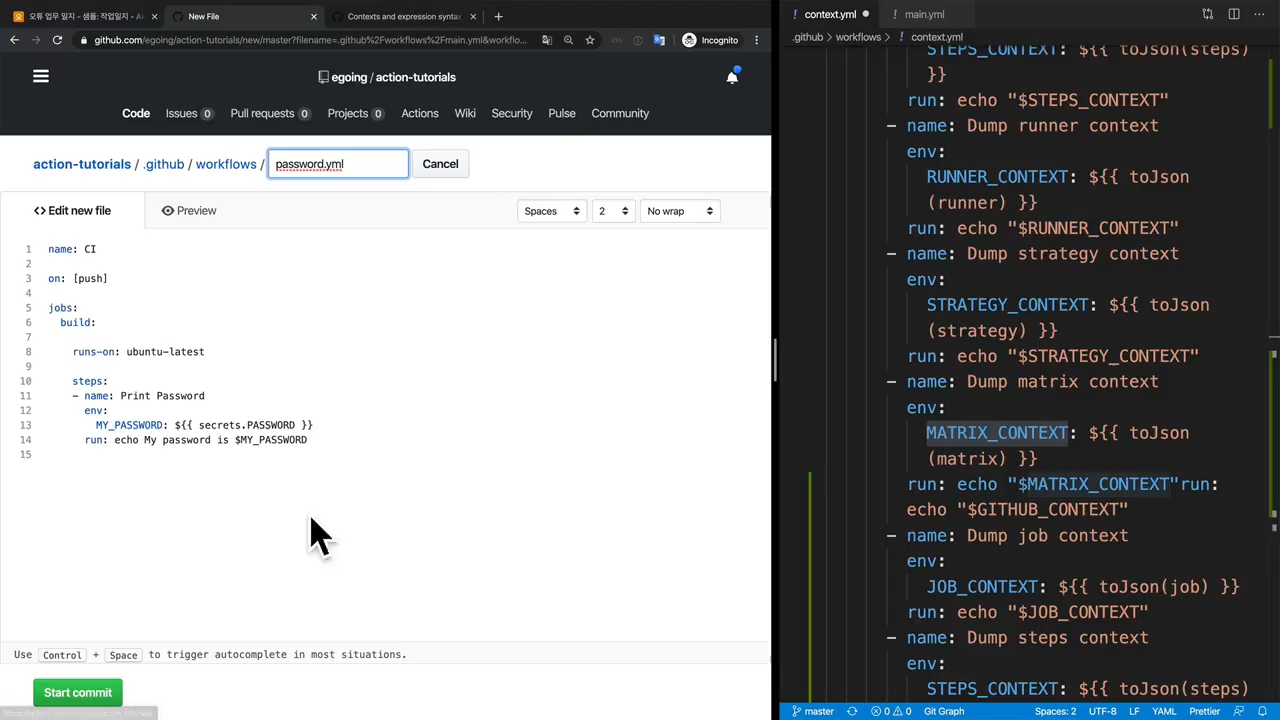 오류 업무 일지 - 샘플: 작업일지 - Ai
New File
Contexts and expression syntax
github.com/egoing/action-tutorials/new/master?filename=.github%2Fworkflows%2Fmain.yml&workflo...
Incognito
egoing / action-tutorials
Code Issues 0 Pull requests 0 Projects 0 Actions Wiki Security Pulse Community
action-tutorials / .github / workflows / password.yml Cancel
Edit new file Preview Spaces 2 No wrap
1 name: CI
2
3 on: [push]
4
5 jobs:
6 build:
7
8 runs-on: ubuntu-latest
9
10 steps:
11 - name: Print Password
12 env:
13 MY_PASSWORD: ${{ secrets.PASSWORD }}
14 run: echo My password is $MY_PASSWORD
15
Use Control + Space to trigger autocomplete in most situations.
Start commit
! context.yml ● ! main.yml
.github > workflows > ! context.yml
STEPS_CONTEXT: ${{ toJson(steps)
}}
run: echo "$STEPS_CONTEXT"
- name: Dump runner context
env:
RUNNER_CONTEXT: ${{ toJson
(runner) }}
run: echo "$RUNNER_CONTEXT"
- name: Dump strategy context
env:
STRATEGY_CONTEXT: ${{ toJson
(strategy) }}
run: echo "$STRATEGY_CONTEXT"
- name: Dump matrix context
env:
MATRIX_CONTEXT: ${{ toJson
(matrix) }}
run: echo "$MATRIX_CONTEXT"run:
echo "$GITHUB_CONTEXT"
- name: Dump job context
env:
JOB_CONTEXT: ${{ toJson(job) }}
run: echo "$JOB_CONTEXT"
- name: Dump steps context
env:
STEPS_CONTEXT: ${{ toJson(steps)
master 0 0 Git Graph Spaces: 2 UTF-8 LF YAML Prettier